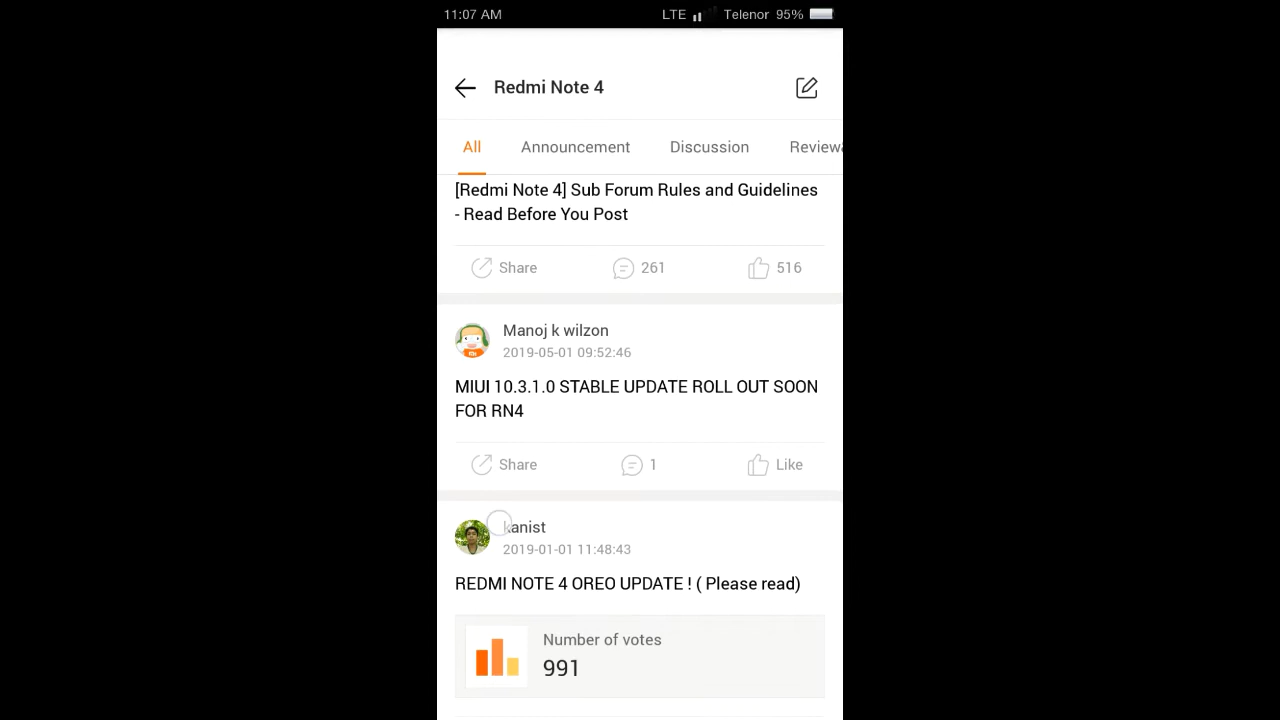 11:07 AM LTE Telenor 95%
Redmi Note 4
All Announcement Discussion Review
[Redmi Note 4] Sub Forum Rules and Guidelines
- Read Before You Post
Share 261 516
Manoj k wilzon
2019-05-01 09:52:46
MIUI 10.3.1.0 STABLE UPDATE ROLL OUT SOON
FOR RN4
Share 1 Like
kanist
2019-01-01 11:48:43
REDMI NOTE 4 OREO UPDATE ! ( Please read)
Number of votes
991